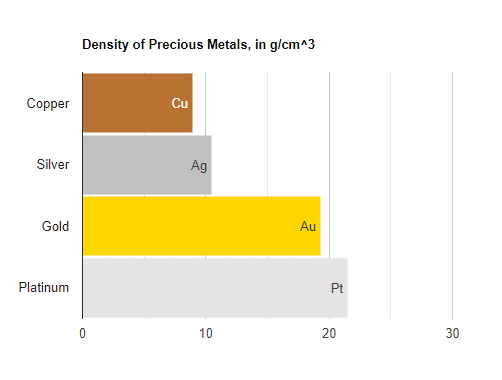 Density of Precious Metals, in g/cm^3
Copper
Cu
Silver
Ag
Gold
Au
Platinum
Pt
0
10
20
30